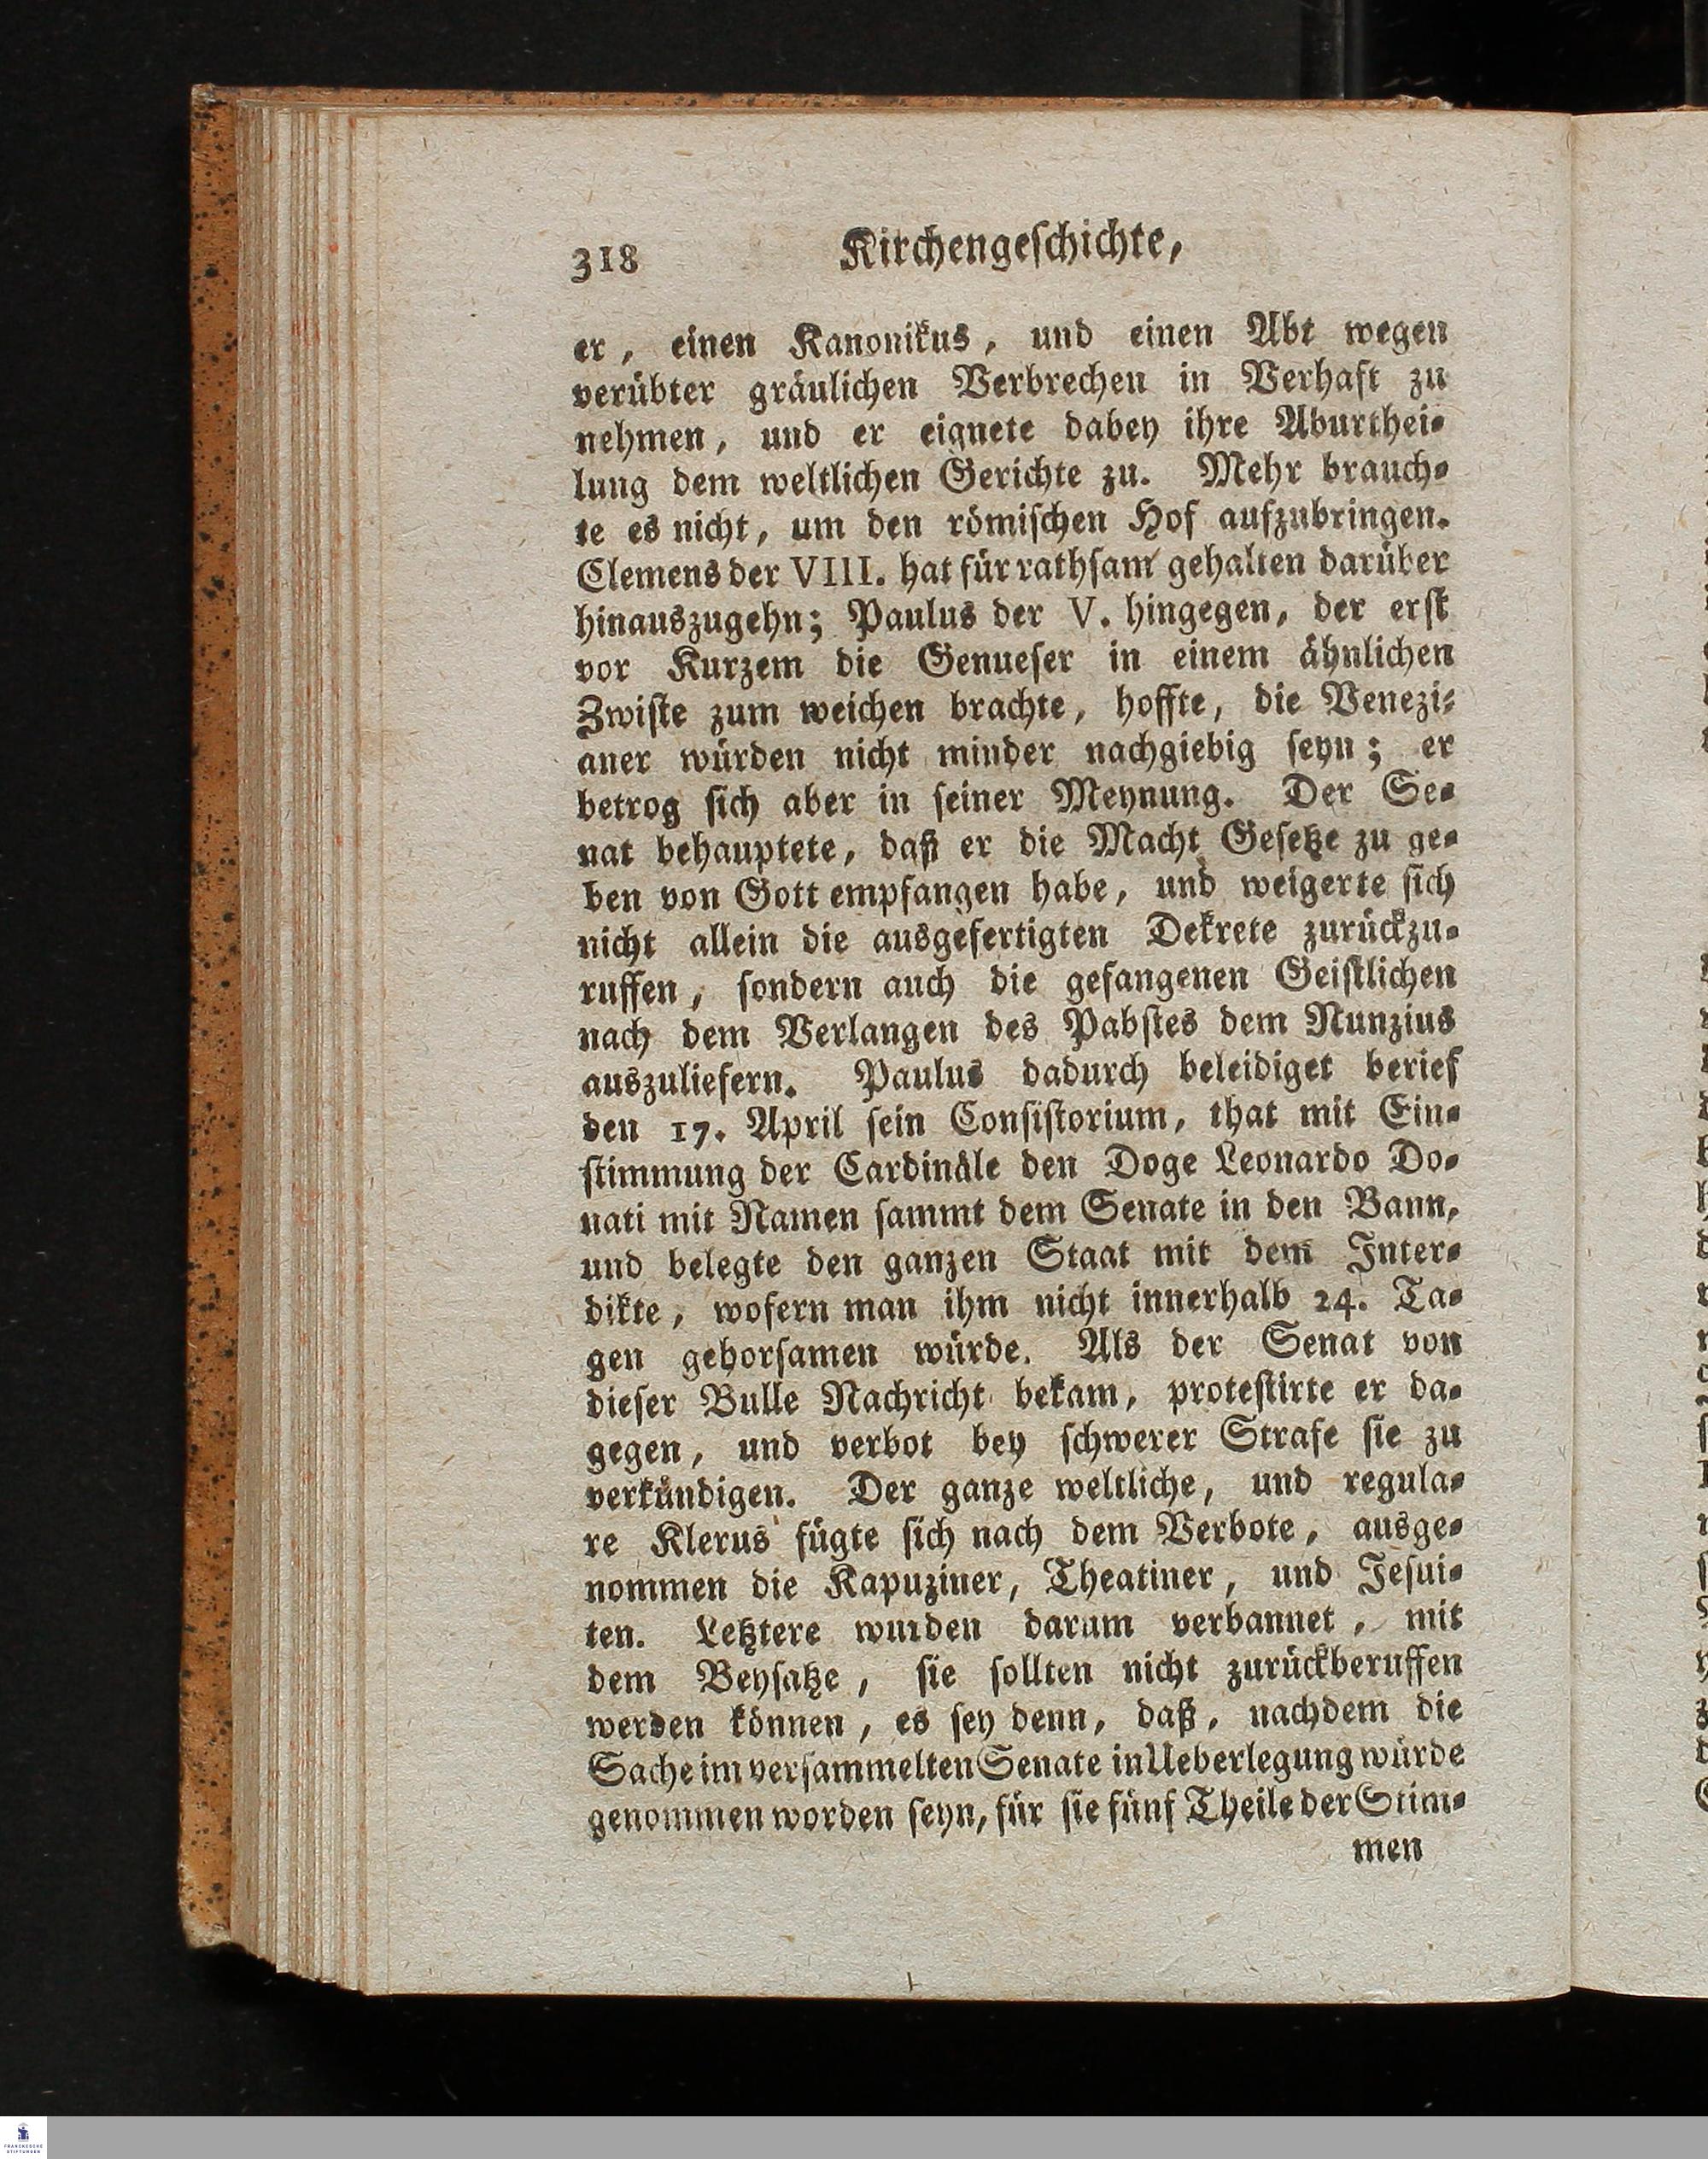 318 Kirchengeschichte,
er, einen Kanonikus, und einen Abt wegen
verübter gräulichen Verbrechen in Verhaft zu
nehmen, und er eignete dabey ihre Aburthei-
lung dem weltlichen Gerichte zu. Mehr brauch-
te es nicht, um den römischen Hof aufzubringen.
Clemens der VIII. hat für rathsam gehalten darüber
hinauszugehn; Paulus der V. hingegen, der erst
vor Kurzem die Genueser in einem ähnlichen
Zwiste zum weichen brachte, hoffte, die Venezi-
aner würden nicht minder nachgiebig seyn; er
betrog sich aber in seiner Meynung. Der Se-
nat behauptete, daß er die Macht Gesetze zu ge-
ben von Gott empfangen habe, und weigerte sich
nicht allein die ausgefertigten Dekrete zurückzu-
ruffen, sondern auch die gefangenen Geistlichen
nach dem Verlangen des Pabstes dem Nunzius
auszuliefern. Paulus dadurch beleidiget berief
den 17. April sein Consistorium, that mit Ein-
stimmung der Cardinäle den Doge Leonardo Do-
nati mit Namen sammt dem Senate in den Bann,
und belegte den ganzen Staat mit dem Inter-
dikte, wofern man ihm nicht innerhalb 24. Ta-
gen gehorsamen würde. Als der Senat von
dieser Bulle Nachricht bekam, protestirte er da-
gegen, und verbot bey schwerer Strafe sie zu
verkündigen. Der ganze weltliche, und regula-
re Klerus fügte sich nach dem Verbote, ausge-
nommen die Kapuziner, Theatiner, und Jesui-
ten. Letztere wurden darum verbannet, mit
dem Beysatze, sie sollten nicht zurückberuffen
werden können, es sey denn, daß, nachdem die
Sache im versammelten Senate in Ueberlegung würde
genommen worden seyn, für sie fünf Theile der Stim-
men
FRANCKESCHE
STIFTUNGEN